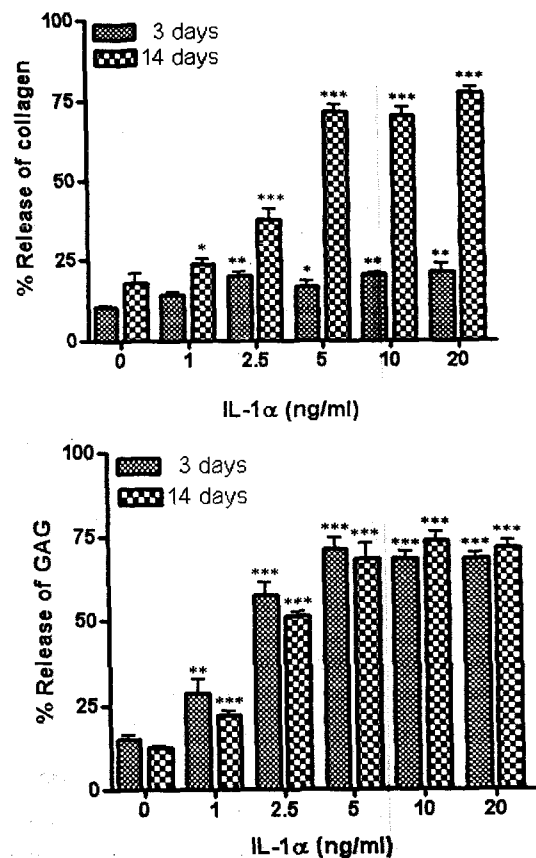 100
75
50
25
0
% Release of collagen
3 days
14 days
*
** ***
* ***
** ***
** ***
0 1 2.5 5 10 20
IL-1α (ng/ml)
100
75
50
25
0
% Release of GAG
3 days
14 days
** ***
*** ***
*** ***
*** ***
*** ***
0 1 2.5 5 10 20
IL-1α (ng/ml)